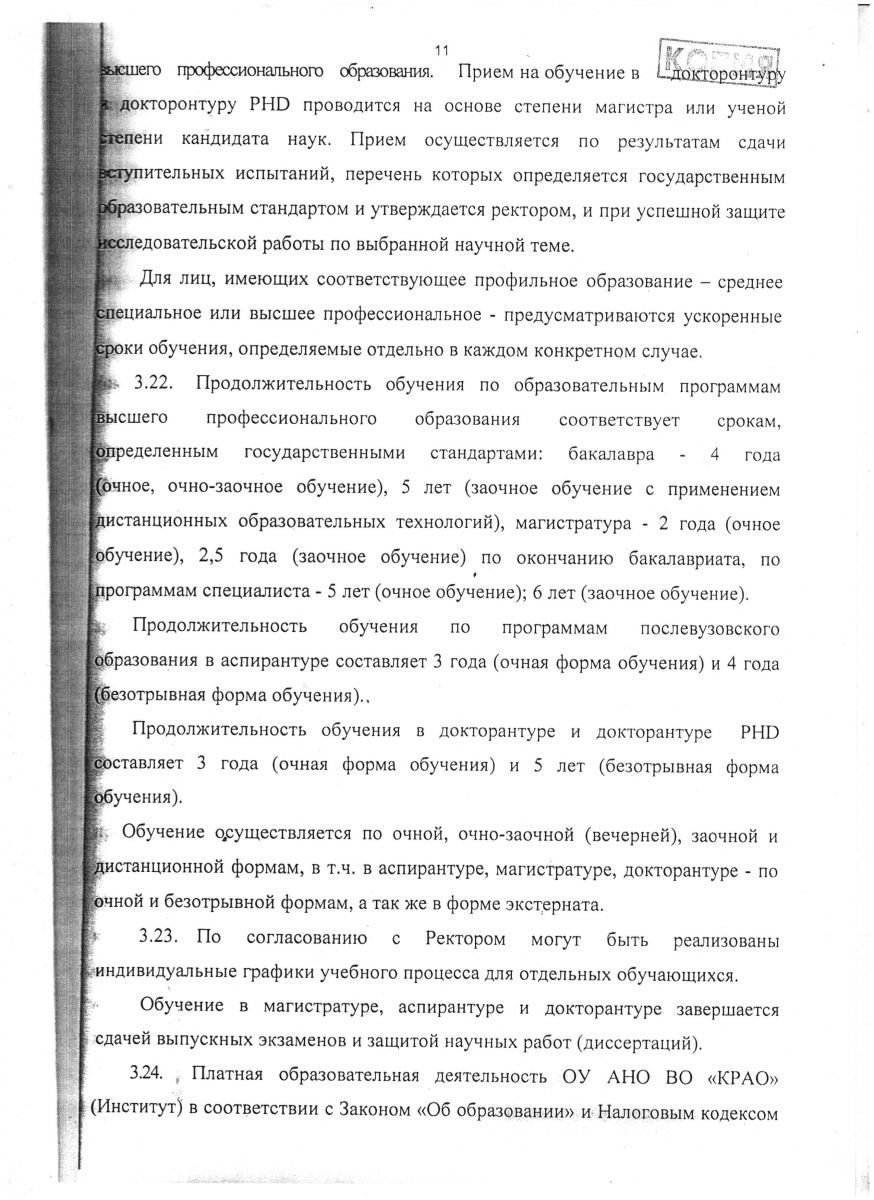 11
КОПИЯ
высшего профессионального образования. Прием на обучение в докторонтуру
и докторонтуру PHD проводится на основе степени магистра или ученой
степени кандидата наук. Прием осуществляется по результатам сдачи
вступительных испытаний, перечень которых определяется государственным
образовательным стандартом и утверждается ректором, и при успешной защите
исследовательской работы по выбранной научной теме.
Для лиц, имеющих соответствующее профильное образование – среднее
специальное или высшее профессиональное - предусматриваются ускоренные
сроки обучения, определяемые отдельно в каждом конкретном случае.
3.22. Продолжительность обучения по образовательным программам
высшего профессионального образования соответствует срокам,
определенным государственными стандартами: бакалавра - 4 года
(очное, очно-заочное обучение), 5 лет (заочное обучение с применением
дистанционных образовательных технологий), магистратура - 2 года (очное
обучение), 2,5 года (заочное обучение) по окончанию бакалавриата, по
программам специалиста - 5 лет (очное обучение); 6 лет (заочное обучение).
Продолжительность обучения по программам послевузовского
образования в аспирантуре составляет 3 года (очная форма обучения) и 4 года
(безотрывная форма обучения)..
Продолжительность обучения в докторантуре и докторантуре PHD
составляет 3 года (очная форма обучения) и 5 лет (безотрывная форма
обучения).
Обучение осуществляется по очной, очно-заочной (вечерней), заочной и
дистанционной формам, в т.ч. в аспирантуре, магистратуре, докторантуре - по
очной и безотрывной формам, а так же в форме экстерната.
3.23. По согласованию с Ректором могут быть реализованы
индивидуальные графики учебного процесса для отдельных обучающихся.
Обучение в магистратуре, аспирантуре и докторантуре завершается
сдачей выпускных экзаменов и защитой научных работ (диссертаций).
3.24. Платная образовательная деятельность ОУ АНО ВО «КРАО»
(Институт) в соответствии с Законом «Об образовании» и Налоговым кодексом